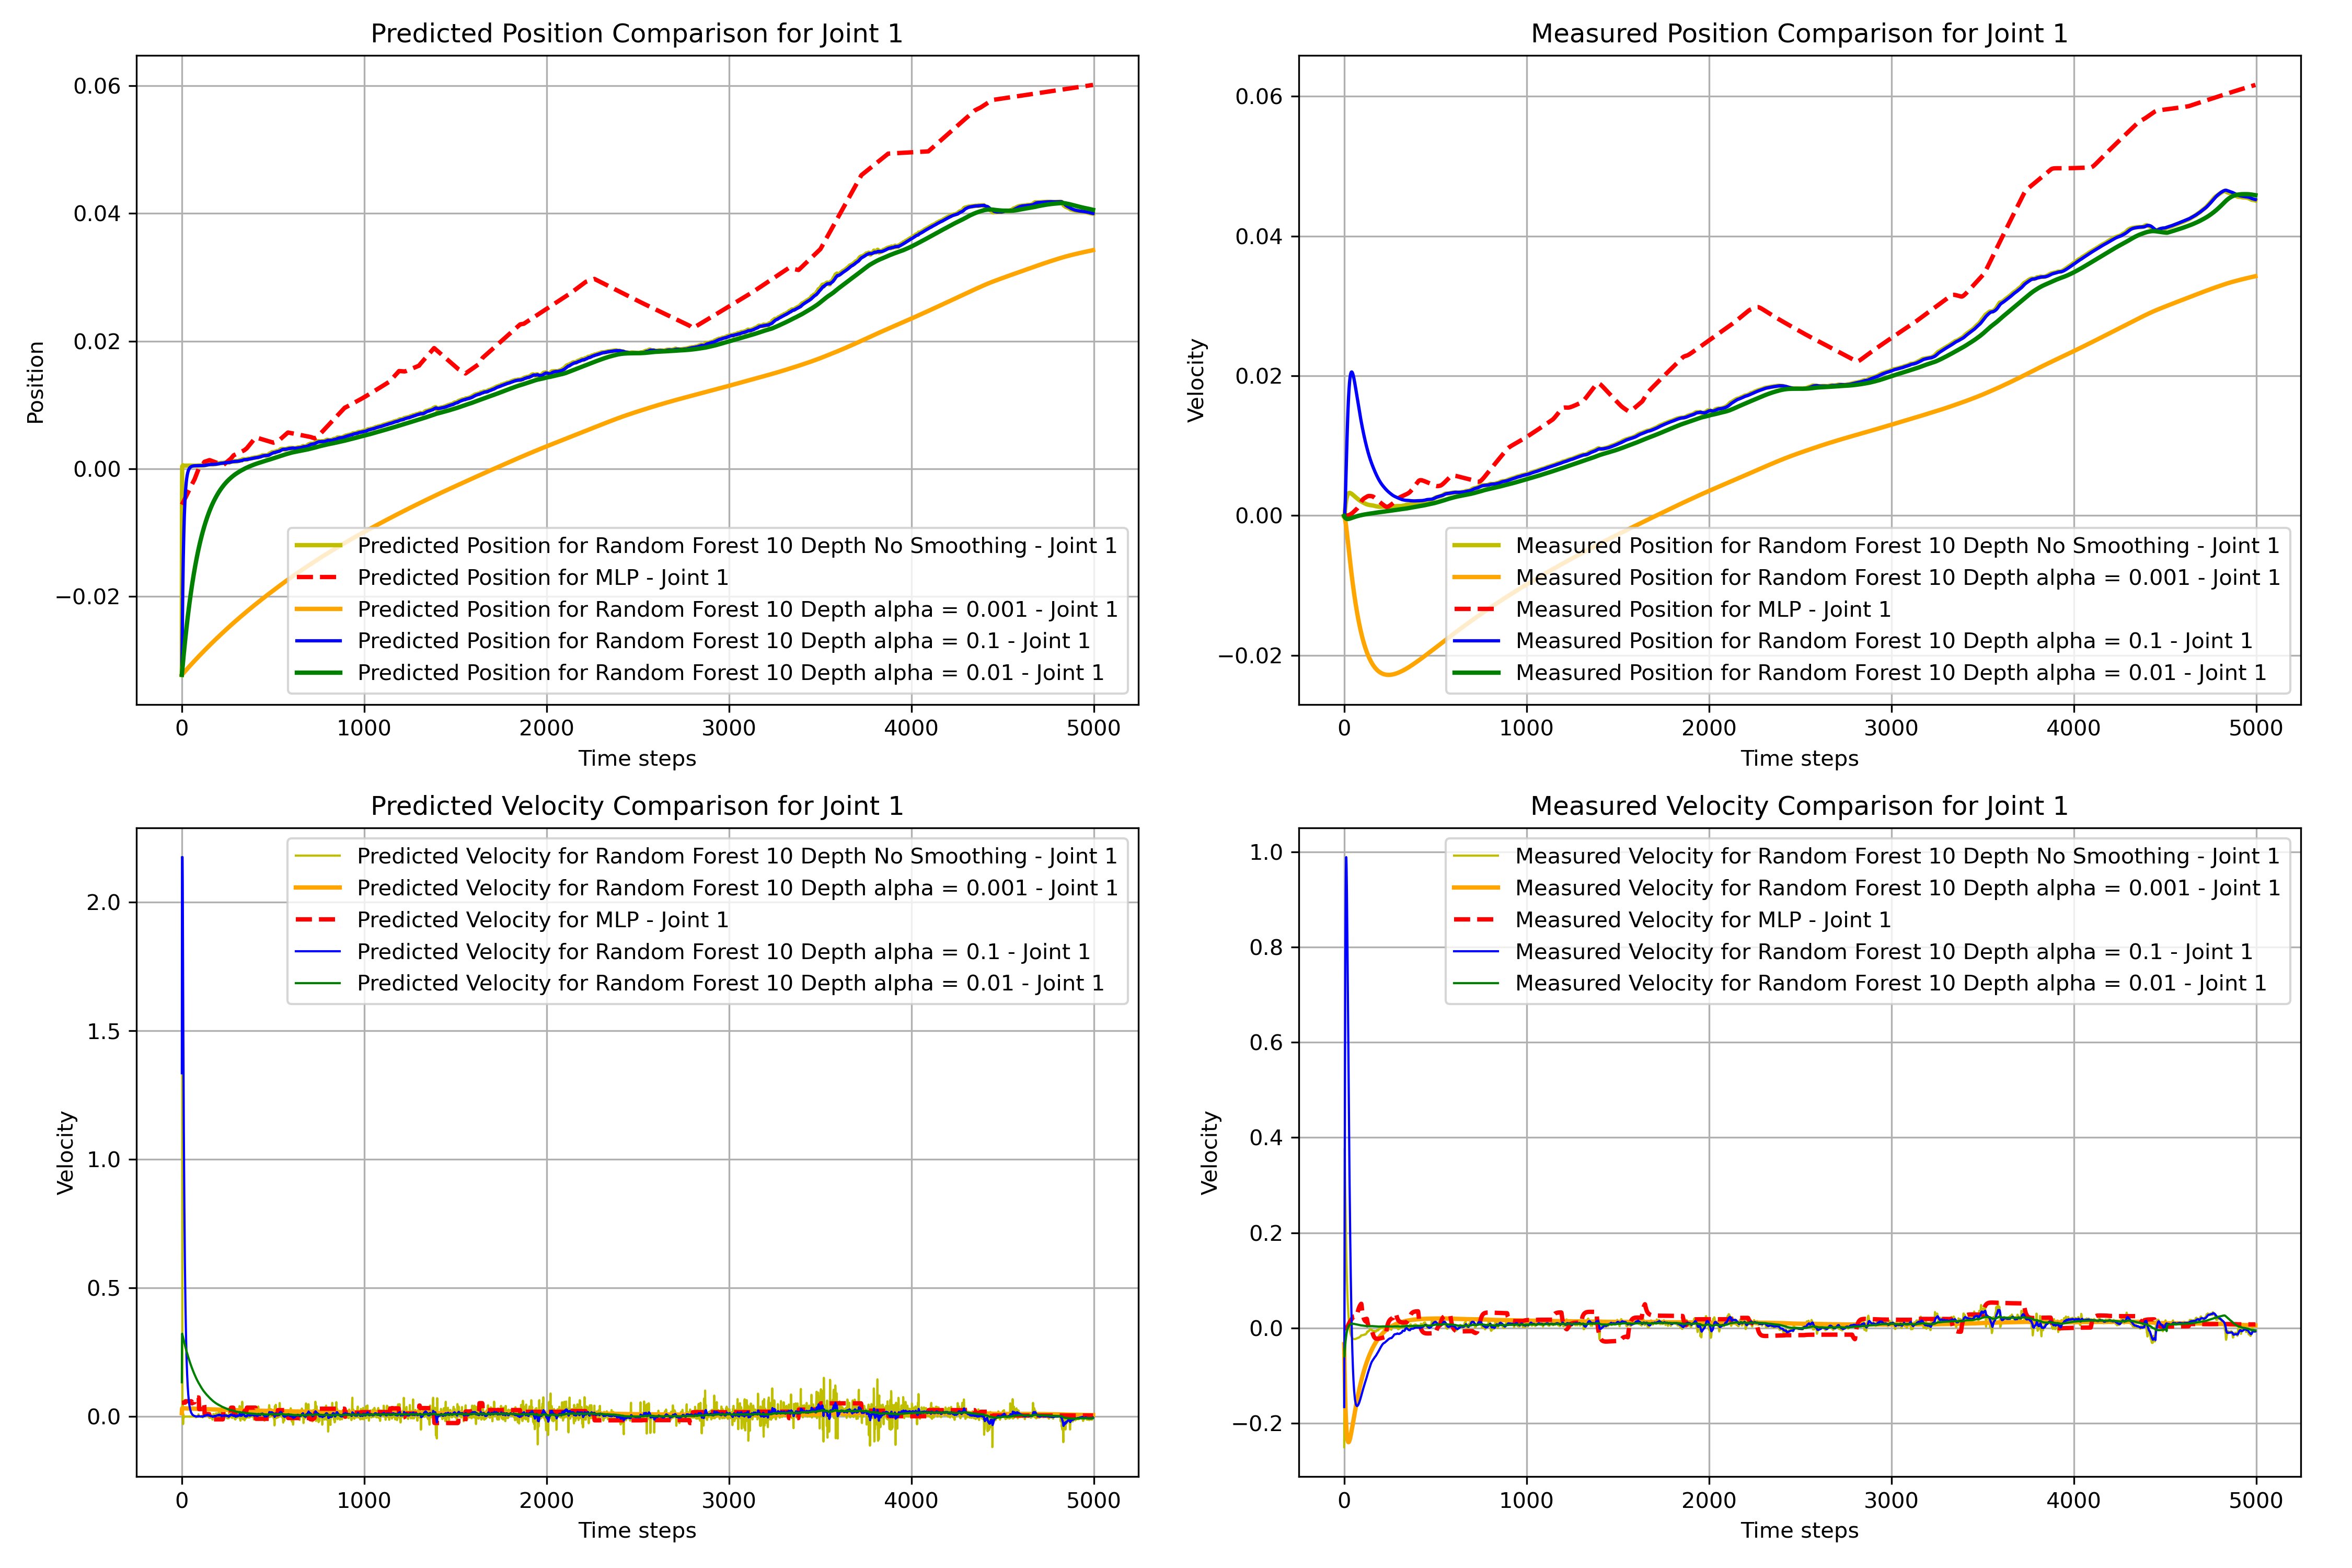 Predicted Position Comparison for Joint 1
Position
0.06
0.04
0.02
0.00
−0.02
Predicted Position for Random Forest 10 Depth No Smoothing - Joint 1
Predicted Position for MLP - Joint 1
Predicted Position for Random Forest 10 Depth alpha = 0.001 - Joint 1
Predicted Position for Random Forest 10 Depth alpha = 0.1 - Joint 1
Predicted Position for Random Forest 10 Depth alpha = 0.01 - Joint 1
0 1000 2000 3000 4000 5000
Time steps
Measured Position Comparison for Joint 1
Velocity
0.06
0.04
0.02
0.00
−0.02
Measured Position for Random Forest 10 Depth No Smoothing - Joint 1
Measured Position for Random Forest 10 Depth alpha = 0.001 - Joint 1
Measured Position for MLP - Joint 1
Measured Position for Random Forest 10 Depth alpha = 0.1 - Joint 1
Measured Position for Random Forest 10 Depth alpha = 0.01 - Joint 1
0 1000 2000 3000 4000 5000
Time steps
Predicted Velocity Comparison for Joint 1
Velocity
2.0
1.5
1.0
0.5
0.0
Predicted Velocity for Random Forest 10 Depth No Smoothing - Joint 1
Predicted Velocity for Random Forest 10 Depth alpha = 0.001 - Joint 1
Predicted Velocity for MLP - Joint 1
Predicted Velocity for Random Forest 10 Depth alpha = 0.1 - Joint 1
Predicted Velocity for Random Forest 10 Depth alpha = 0.01 - Joint 1
0 1000 2000 3000 4000 5000
Time steps
Measured Velocity Comparison for Joint 1
Velocity
1.0
0.8
0.6
0.4
0.2
0.0
−0.2
Measured Velocity for Random Forest 10 Depth No Smoothing - Joint 1
Measured Velocity for Random Forest 10 Depth alpha = 0.001 - Joint 1
Measured Velocity for MLP - Joint 1
Measured Velocity for Random Forest 10 Depth alpha = 0.1 - Joint 1
Measured Velocity for Random Forest 10 Depth alpha = 0.01 - Joint 1
0 1000 2000 3000 4000 5000
Time steps